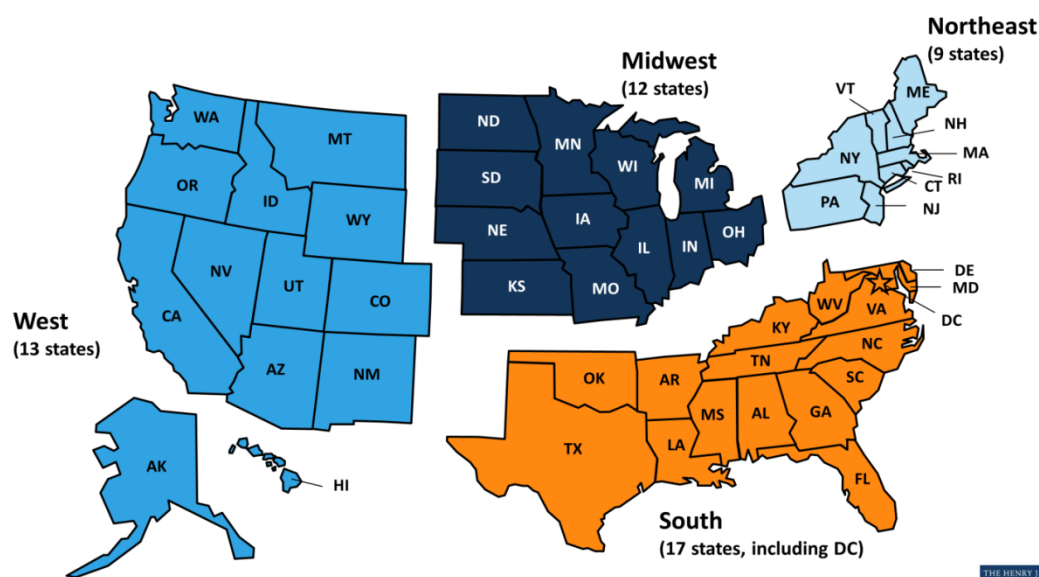 Northeast
(9 states)
Midwest
(12 states)
West
(13 states)
South
(17 states, including DC)
WA
MT
OR
ID
WY
NV
UT
CO
CA
AZ
NM
AK
HI
ND
MN
SD
WI
MI
NE
IA
IL
IN
OH
KS
MO
VT
ME
NH
NY
MA
RI
CT
PA
NJ
DE
MD
DC
WV
VA
KY
NC
TN
SC
OK
AR
MS
AL
GA
TX
LA
FL
THE HENRY J